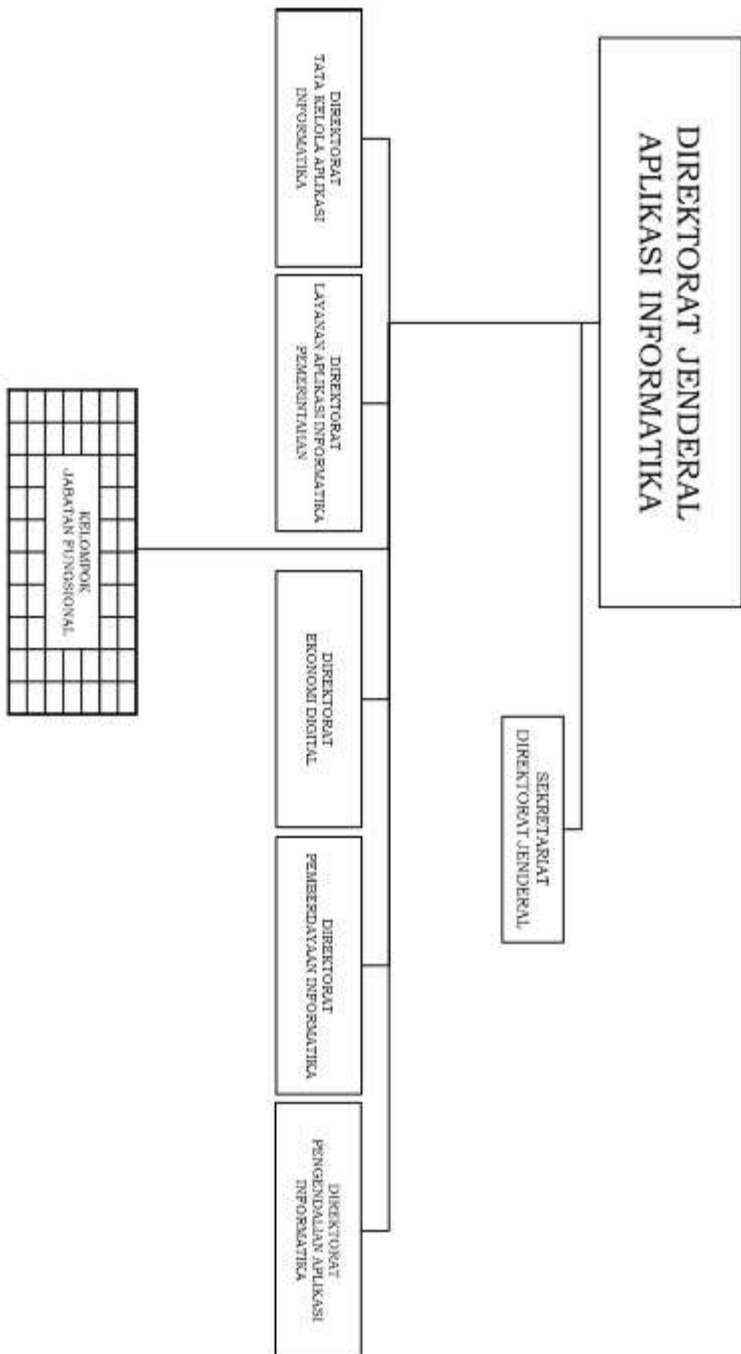 DIREKTORAT JENDERAL
APLIKASI INFORMATIKA
SEKRETARIAT
DIREKTORAT JENDERAL
DIREKTORAT
TATA KELOLA APLIKASI
INFORMATIKA
DIREKTORAT
LAYANAN APLIKASI INFORMATIKA
PEMERINTAHAN
DIREKTORAT
EKONOMI DIGITAL
DIREKTORAT
PEMBERDAYAAN INFORMATIKA
DIREKTORAT
PENGENDALIAN APLIKASI
INFORMATIKA
KELOMPOK
JABATAN FUNGSIONAL